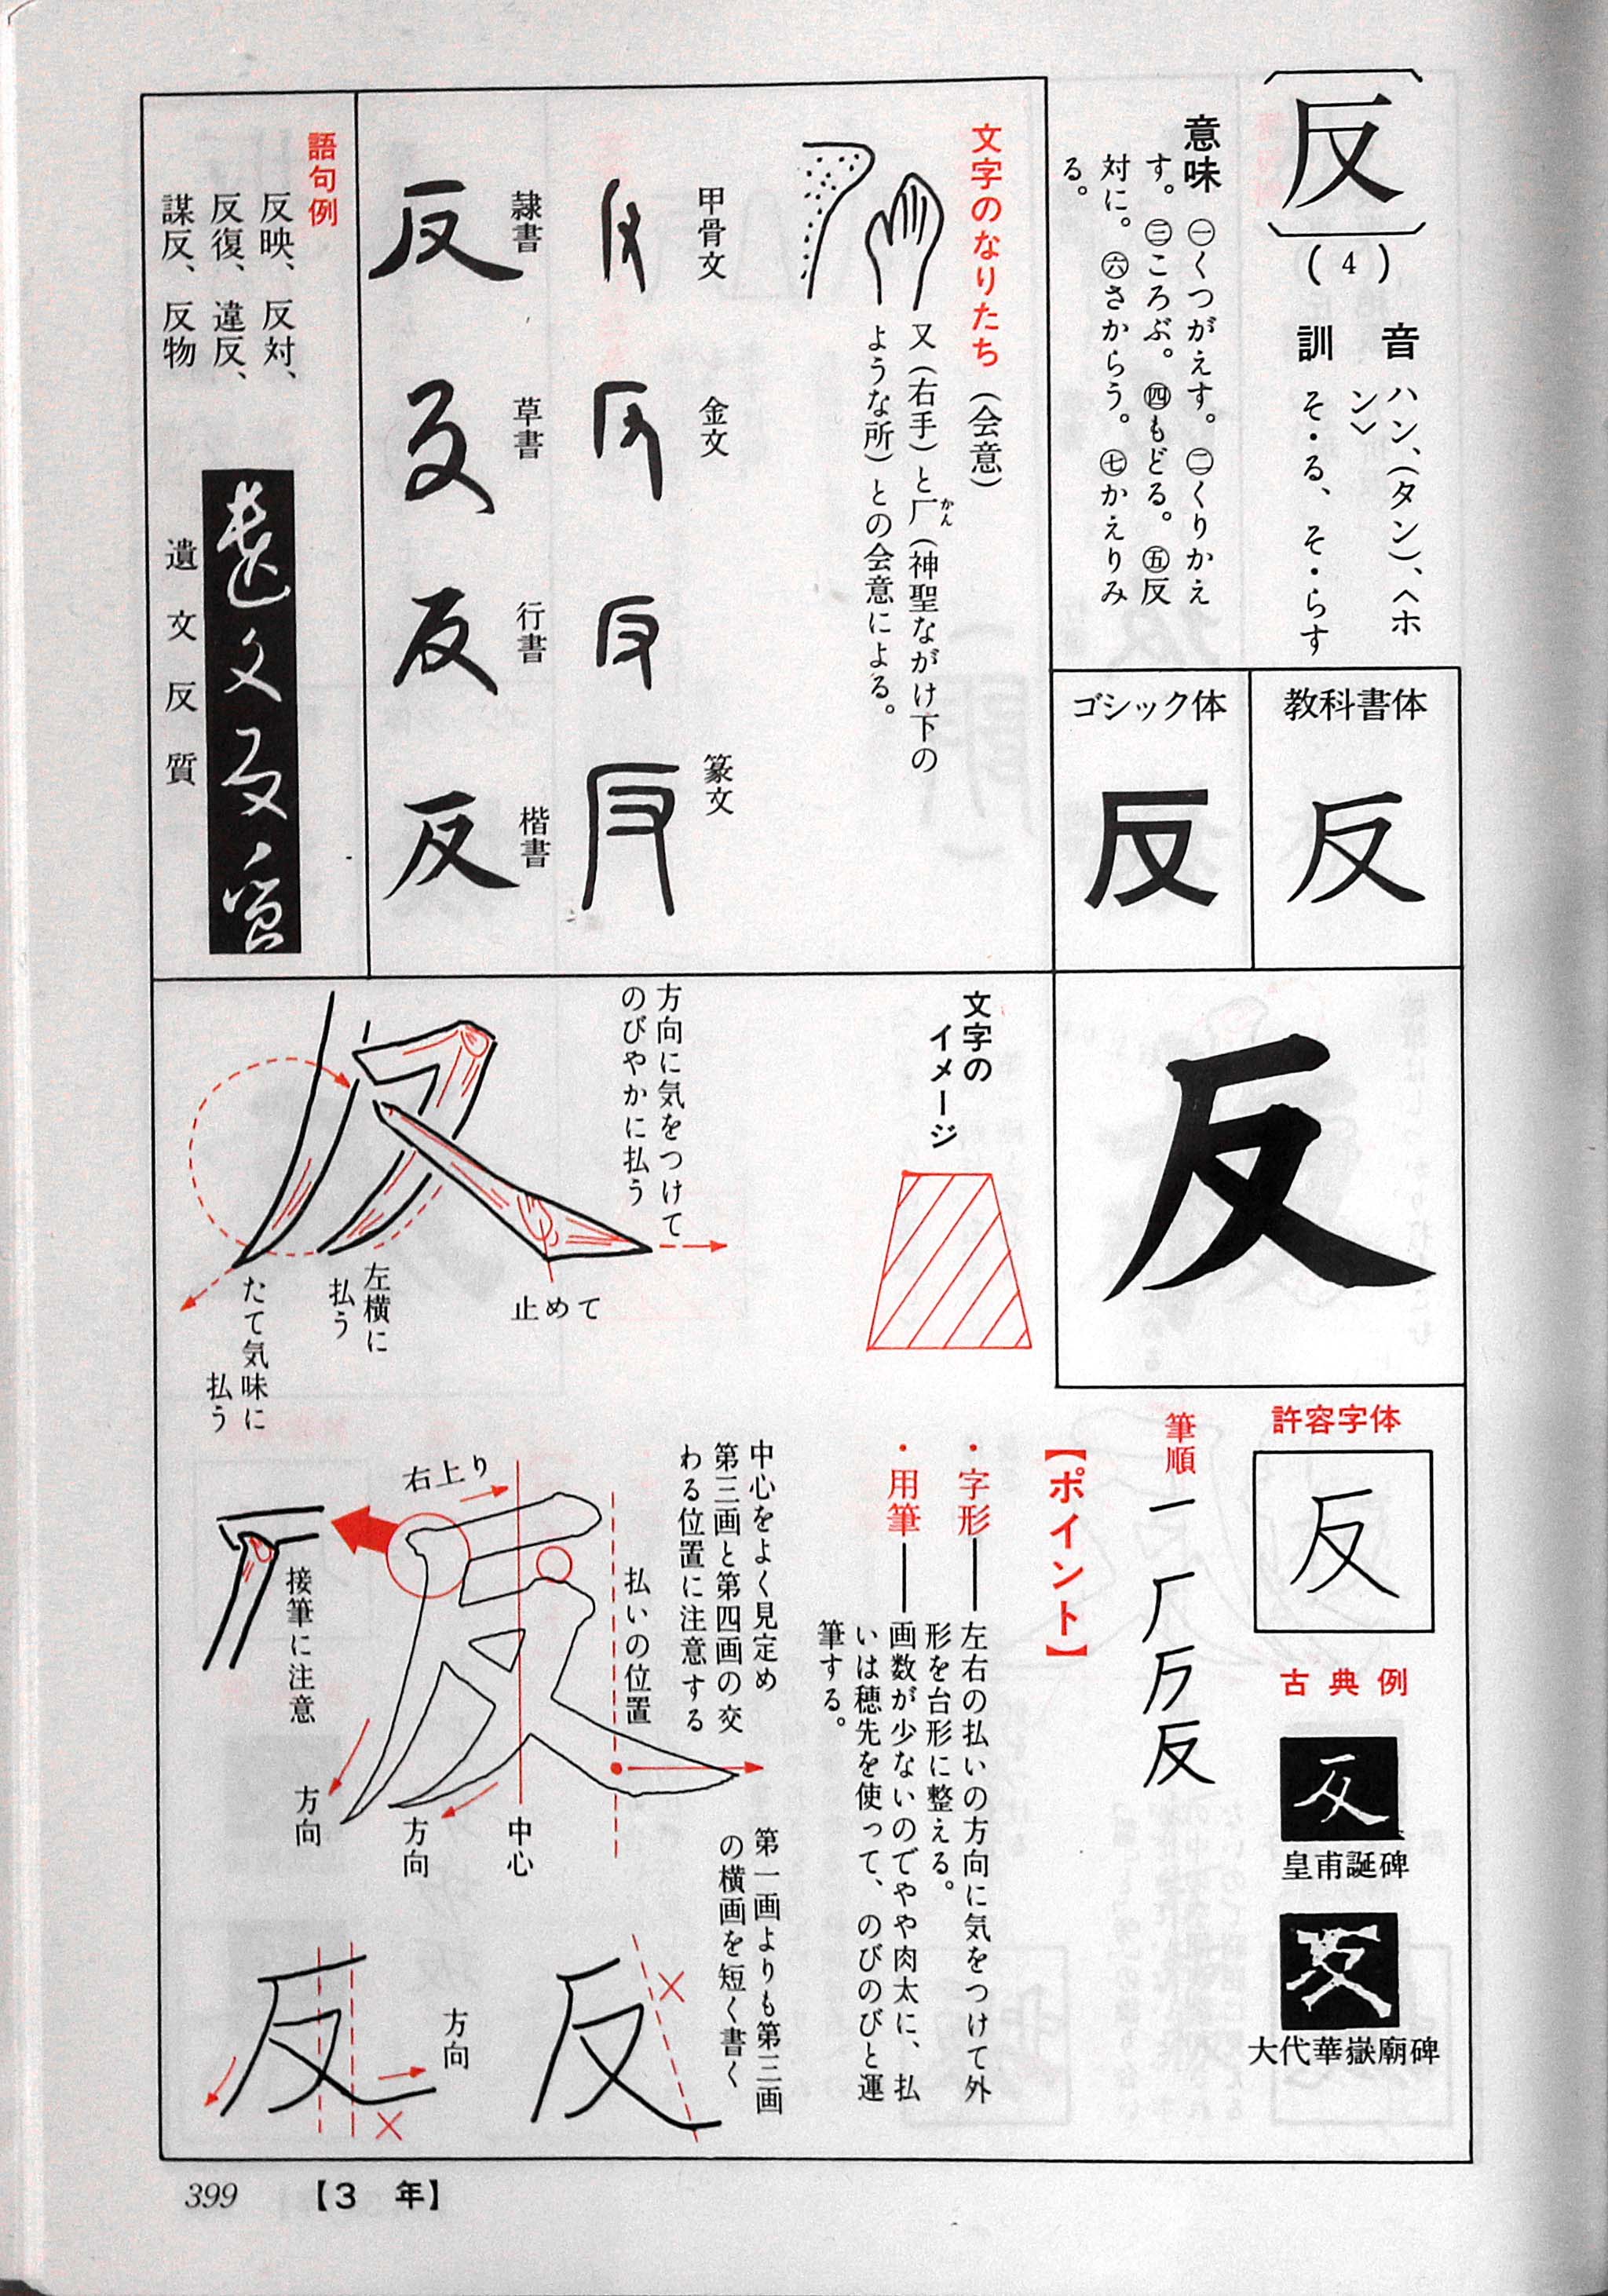 反
(4)
音 ハン、(タン)、〈ホ
ン〉
訓 そ・る、そ・らす
意味 ㊀くつがえす。㊁くりかえ
す。㊂ころぶ。㊃もどる。㊄反
対に。㊅さからう。㊆かえりみ
る。
教科書体
反
ゴシック体
反
文字のなりたち(会意)
又(右手)と厂(神聖ながけ下の
かん
ような所)との会意による。
甲骨文
金文
篆文
隷書
反
草書
反
行書
反
楷書
反
語句例
反映、反対、
反復、違反、
謀反、反物
遺文反質
遺文反質
反
許容字体
反
古典例
反
皇甫誕碑
反
大代華嶽廟碑
筆順
一 厂 反
【ポイント】
・字形――左右の払いの方向に気をつけて外
形を台形に整える。
・用筆――画数が少ないのでやや肉太に、払
いは穂先を使って、のびのびと運
筆する。
文字の
イメージ
方向に気をつけて
のびやかに払う
止めて
左横に
払う
たて気味に
払う
中心をよく見定め
第三画と第四画の交
わる位置に注意する
払いの位置
右上り
接筆に注意
方向
方向
中心
第一画よりも第三画
の横画を短く書く
反
方向
反
399 【3 年】